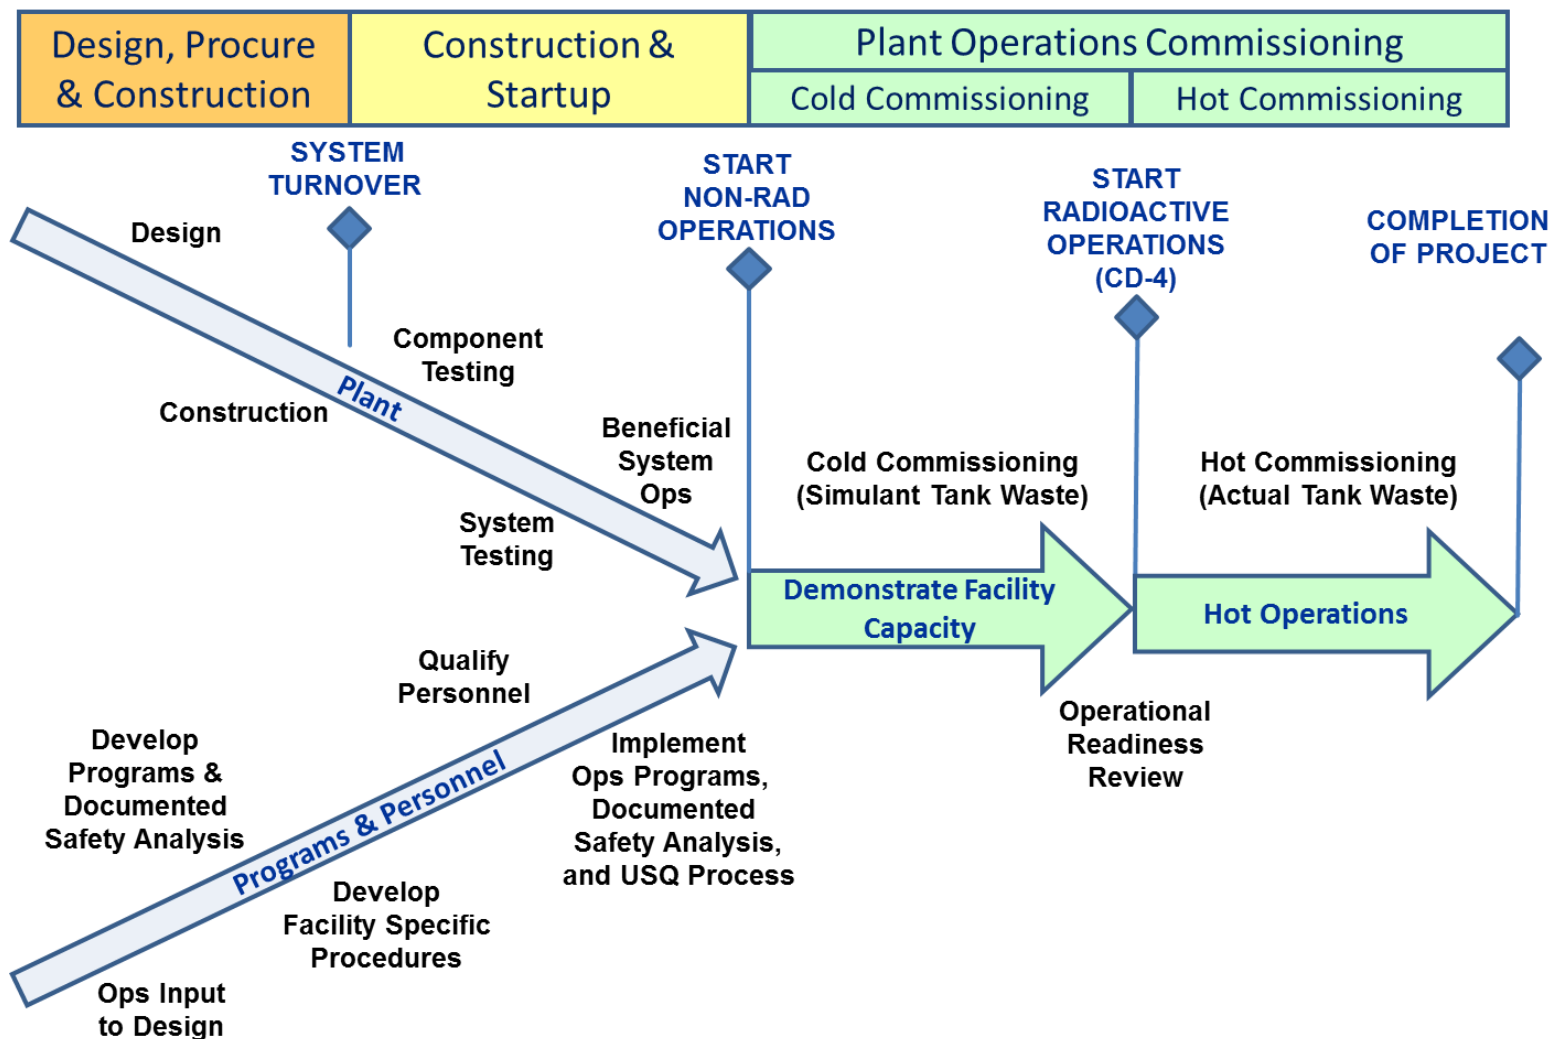 Design, Procure
& Construction
Construction &
Startup
Plant Operations Commissioning
Cold Commissioning
Hot Commissioning
SYSTEM
TURNOVER
START
NON-RAD
OPERATIONS
START
RADIOACTIVE
OPERATIONS
(CD-4)
COMPLETION
OF PROJECT
Design
Component
Testing
Plant
Construction
Beneficial
System
Ops
System
Testing
Cold Commissioning
(Simulant Tank Waste)
Hot Commissioning
(Actual Tank Waste)
Demonstrate Facility
Capacity
Hot Operations
Qualify
Personnel
Operational
Readiness
Review
Develop
Programs &
Documented
Safety Analysis
Programs & Personnel
Implement
Ops Programs,
Documented
Safety Analysis,
and USQ Process
Develop
Facility Specific
Procedures
Ops Input
to Design